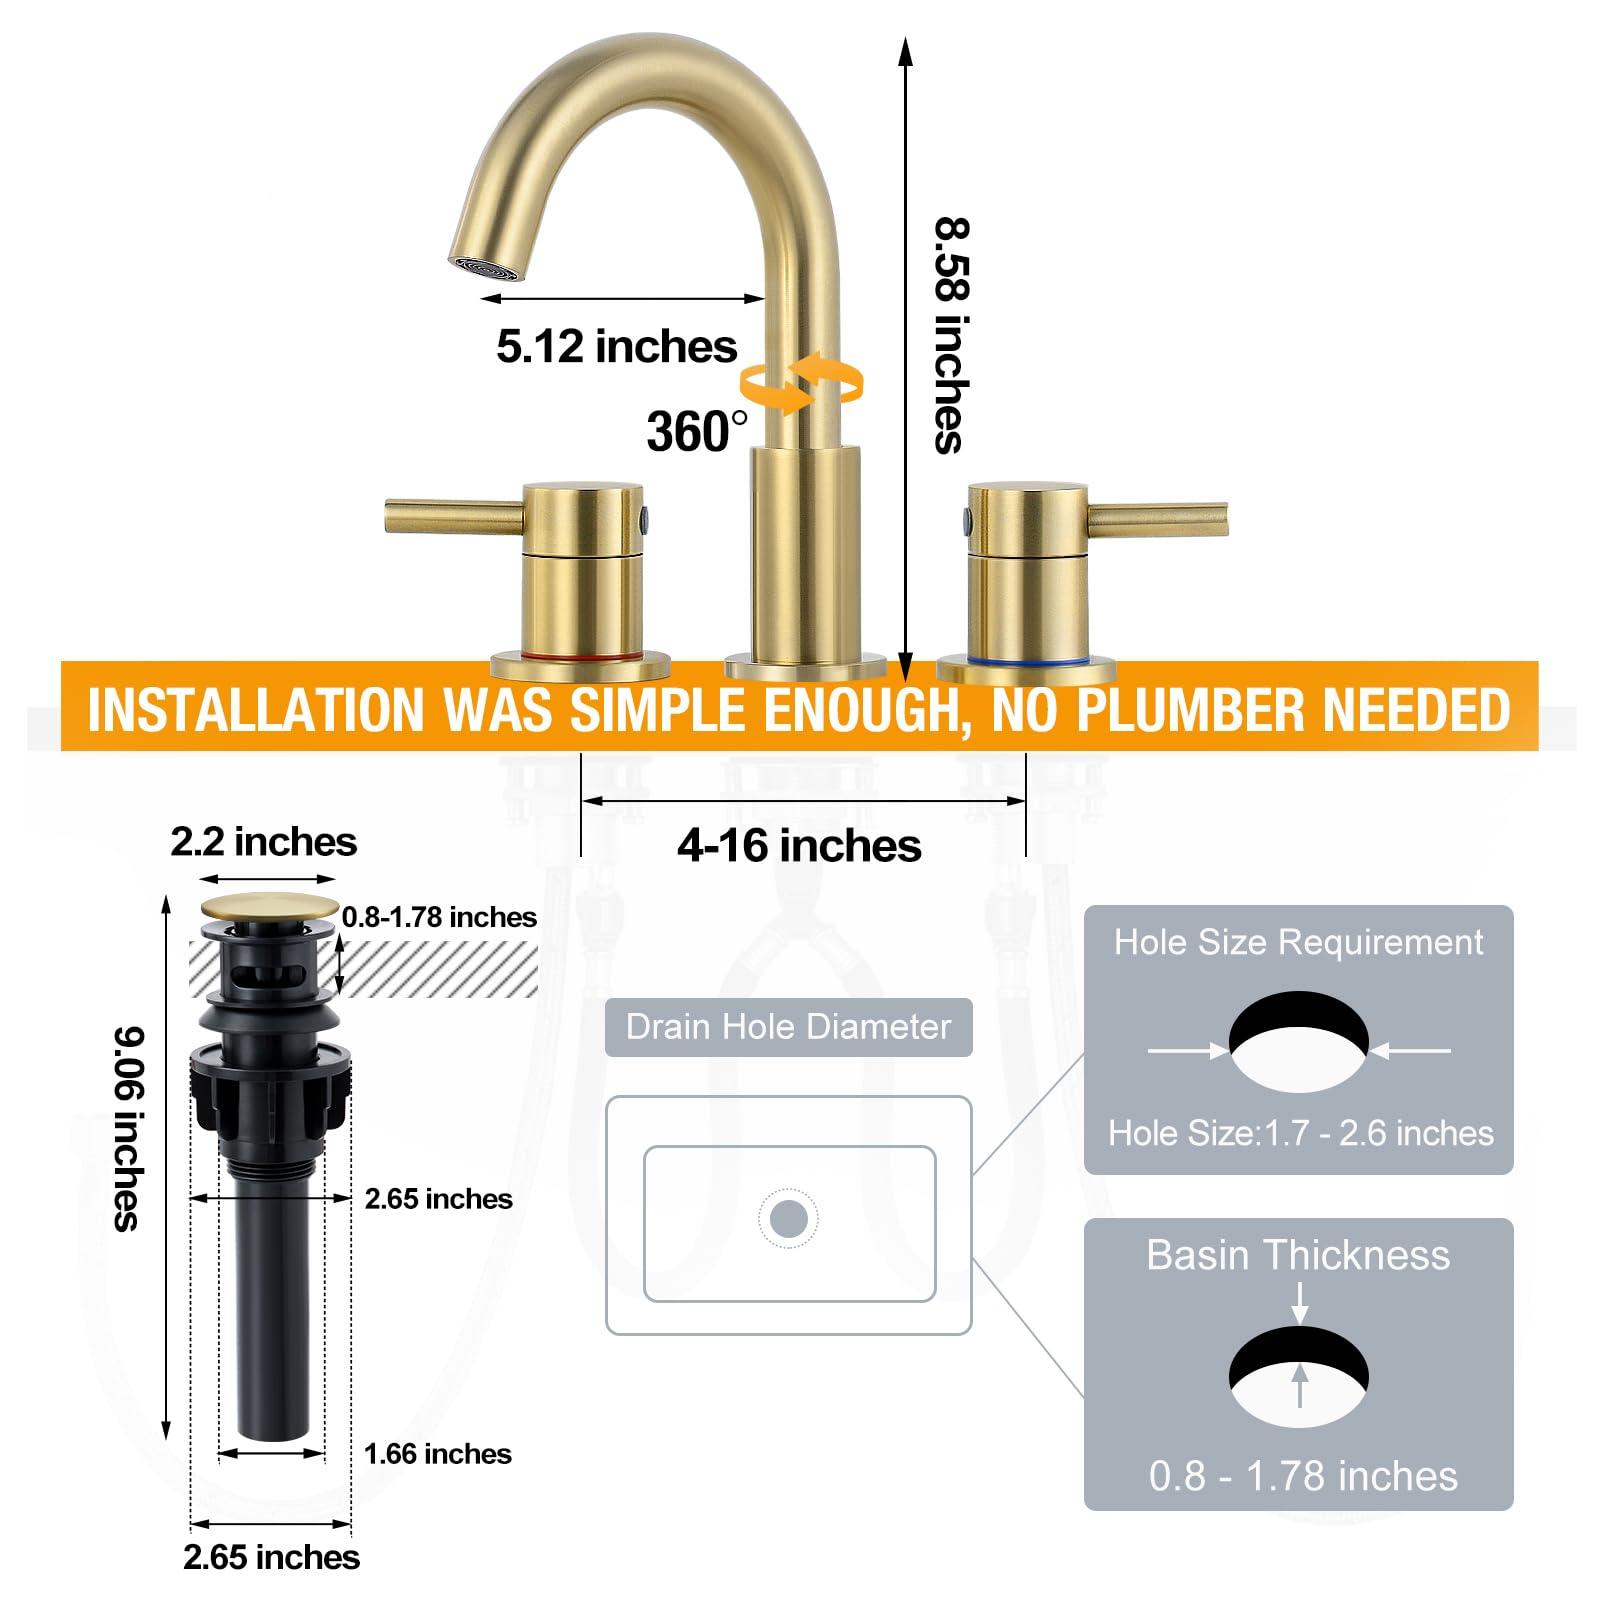 8.58 inches
5.12 inches
360°
INSTALLATION WAS SIMPLE ENOUGH, NO PLUMBER NEEDED
4-16 inches
2.2 inches
0.8-1.78 inches
9.06 inches
2.65 inches
1.66 inches
2.65 inches
Drain Hole Diameter
Hole Size Requirement
Hole Size:1.7 - 2.6 inches
Basin Thickness
0.8 - 1.78 inches